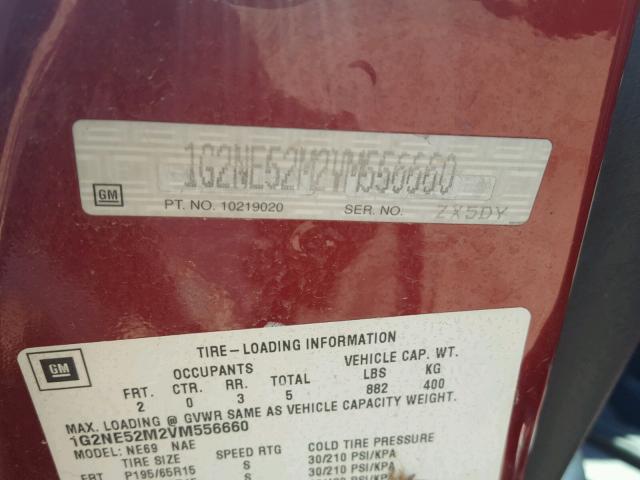 1G2NE52M2VM556660
GM
PT. NO. 10219020 SER. NO. ZX5DY
GM
TIRE-LOADING INFORMATION
OCCUPANTS VEHICLE CAP. WT.
FRT. CTR. RR. TOTAL LBS KG
2 0 3 5 882 400
MAX. LOADING @ GVWR SAME AS VEHICLE CAPACITY WEIGHT.
1G2NE52M2VM556660
MODEL: NE69 NAE
TIRE SIZE SPEED RTG COLD TIRE PRESSURE
FRT P195/65R15 S 30/210 PSI/KPA
S 30/210 PSI/KPA